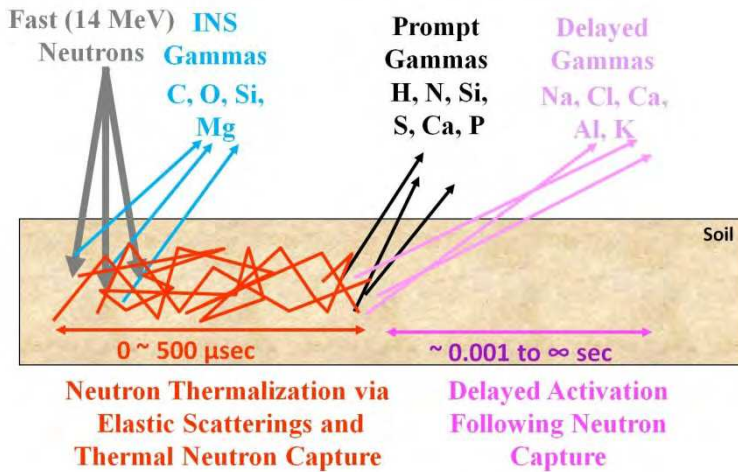 Fast (14 MeV)
Neutrons
INS
Gammas
C, O, Si,
Mg
Prompt
Gammas
H, N, Si,
S, Ca, P
Delayed
Gammas
Na, Cl, Ca,
Al, K
Soil
0 ~ 500 µsec
~ 0.001 to ∞ sec
Neutron Thermalization via
Elastic Scatterings and
Thermal Neutron Capture
Delayed Activation
Following Neutron
Capture